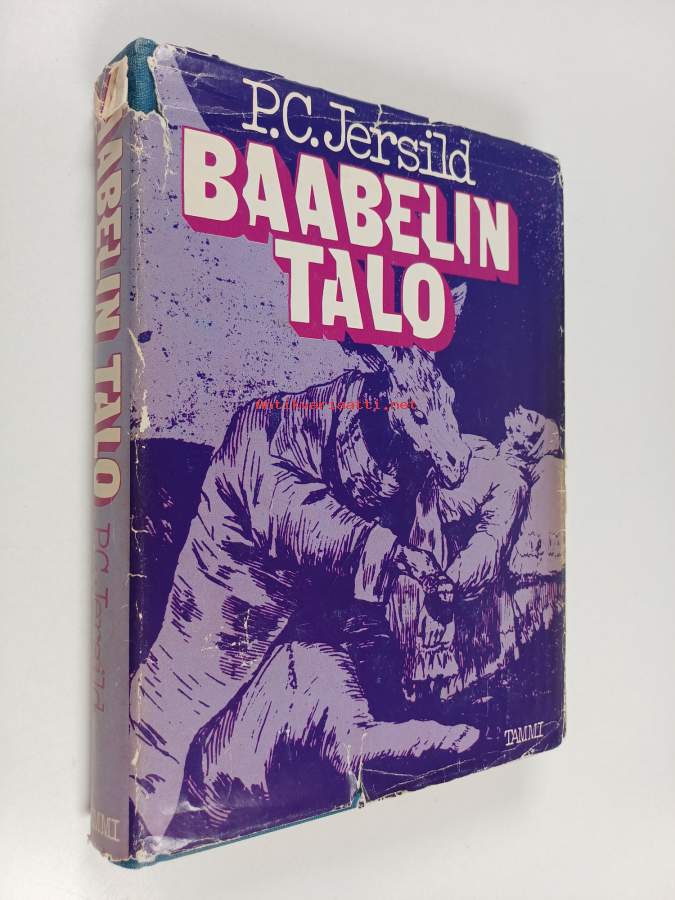 P.C. Jersild
BAABELIN
TALO
Antikvariaatti.net
TAMMI
BAABELIN TALO P.C. Jersild
TAMMI